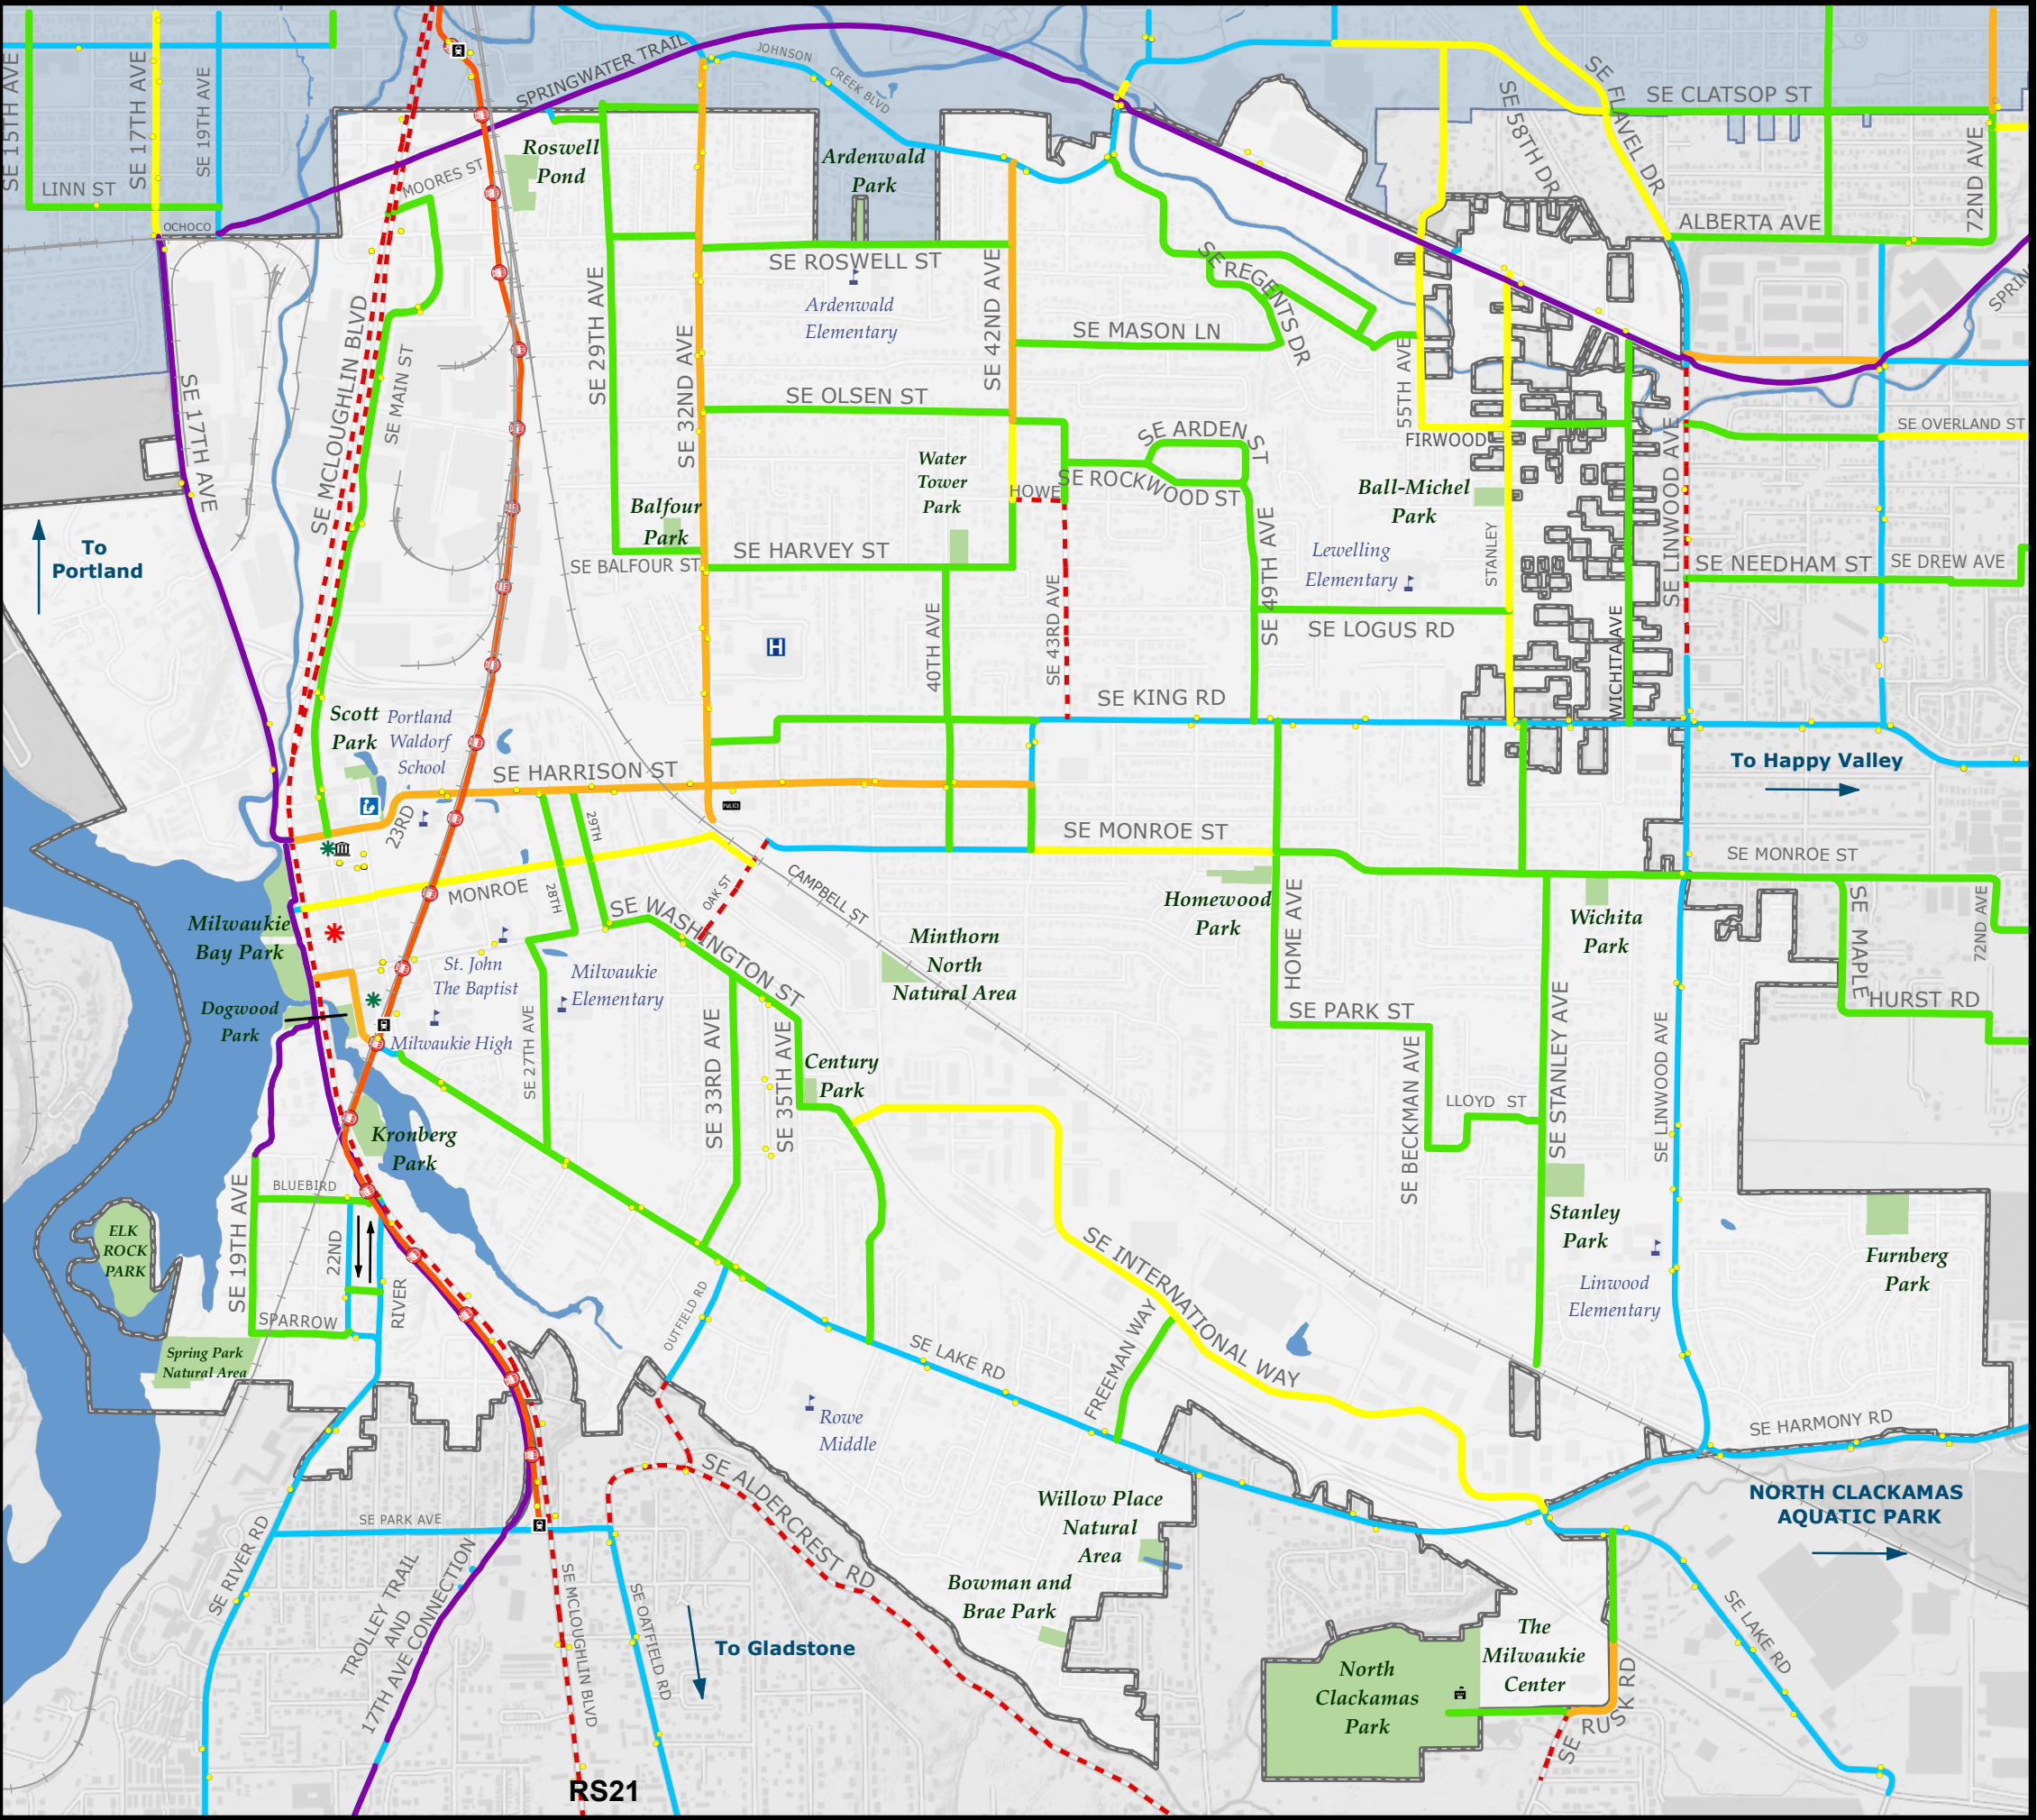 SPRINGWATER TRAIL
JOHNSON
CREEK BLVD
SE 15TH AVE
SE 17TH AVE
SE 19TH AVE
LINN ST
OCHOCO
MOORES ST
Roswell
Pond
Ardenwald
Park
SE 58TH DR
SE FLAVEL DR
SE CLATSOP ST
72ND AVE
ALBERTA AVE
SE ROSWELL ST
Ardenwald
Elementary
SE 29TH AVE
SE 32ND AVE
SE 42ND AVE
SE REGENTS DR
SE MASON LN
55TH AVE
SPRIN
SE 17TH AVE
SE MCLOUGHLIN BLVD
SE MAIN ST
SE OLSEN ST
SE ARDEN ST
FIRWOOD
SE OVERLAND ST
Water
Tower
Park
HOWE
SE ROCKWOOD ST
Ball-Michel
Park
Balfour
Park
SE HARVEY ST
SE BALFOUR ST
SE 49TH AVE
Lewelling
Elementary
STANLEY
SE LINWOOD AVE
SE NEEDHAM ST
SE DREW AVE
To
Portland
40TH AVE
SE 43RD AVE
SE LOGUS RD
WICHITA AVE
H
SE KING RD
Scott
Park
Portland
Waldorf
School
SE HARRISON ST
To Happy Valley
POLICE
23RD
29TH
28TH
SE MONROE ST
SE MONROE ST
MONROE
OAK ST
CAMPBELL ST
SE WASHINGTON ST
Homewood
Park
HOME AVE
Wichita
Park
SE MAPLE
72ND AVE
Milwaukie
Bay Park
St. John
The Baptist
Milwaukie
Elementary
Minthorn
North
Natural Area
SE PARK ST
HURST RD
Dogwood
Park
Milwaukie High
SE 27TH AVE
SE 33RD AVE
SE 35TH AVE
Century
Park
SE BECKMAN AVE
LLOYD ST
SE STANLEY AVE
SE LINWOOD AVE
Kronberg
Park
BLUEBIRD
SE 19TH AVE
22ND
RIVER
SPARROW
ELK
ROCK
PARK
Spring Park
Natural Area
Stanley
Park
Linwood
Elementary
Furnberg
Park
OUTFIELD RD
SE LAKE RD
FREEMAN WAY
SE INTERNATIONAL WAY
Rowe
Middle
SE HARMONY RD
SE ALDERCREST RD
NORTH CLACKAMAS
AQUATIC PARK
Willow Place
Natural
Area
SE PARK AVE
SE RIVER RD
TROLLEY TRAIL
AND
17TH AVE CONNECTION
SE MCLOUGHLIN BLVD
SE OATFIELD RD
To Gladstone
Bowman and
Brae Park
SE LAKE RD
The
Milwaukie
Center
North
Clackamas
Park
SE RUSK RD
RS21